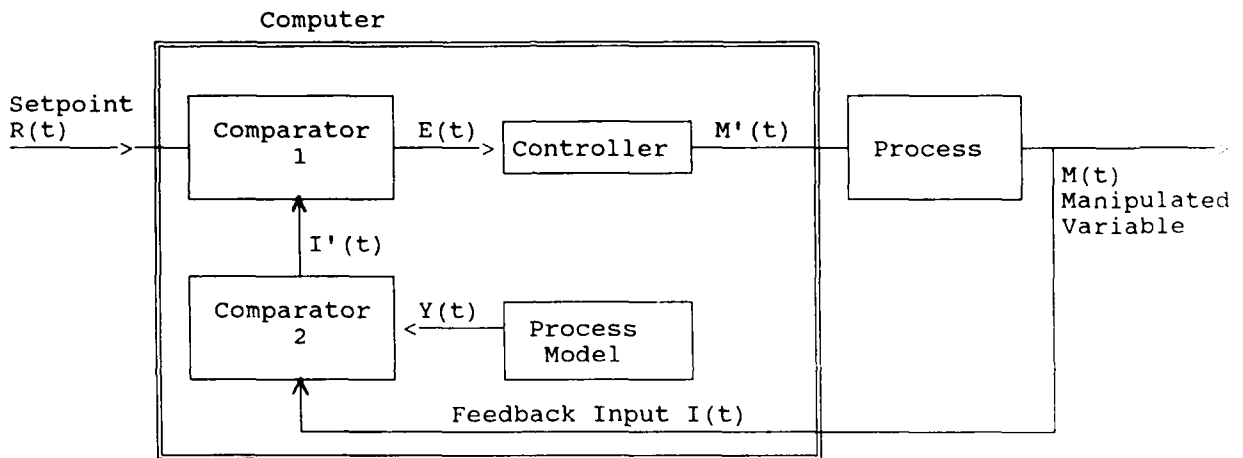 Computer
Setpoint
R(t)
Comparator
1
E(t)
Controller
M'(t)
Process
M(t)
Manipulated
Variable
I'(t)
Comparator
2
Y(t)
Process
Model
Feedback Input I(t)